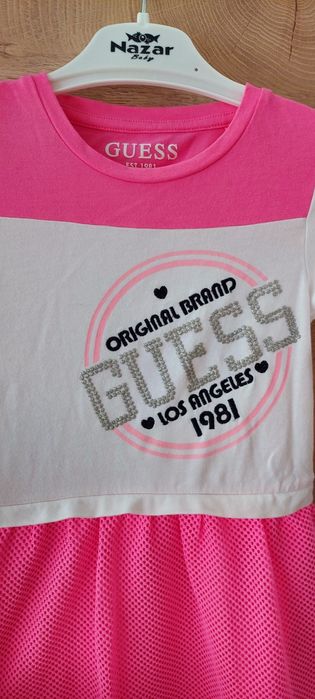 Nazar
Baby
GUESS
EST. 1981
ORIGINAL BRAND
GUESS
LOS ANGELES
1981